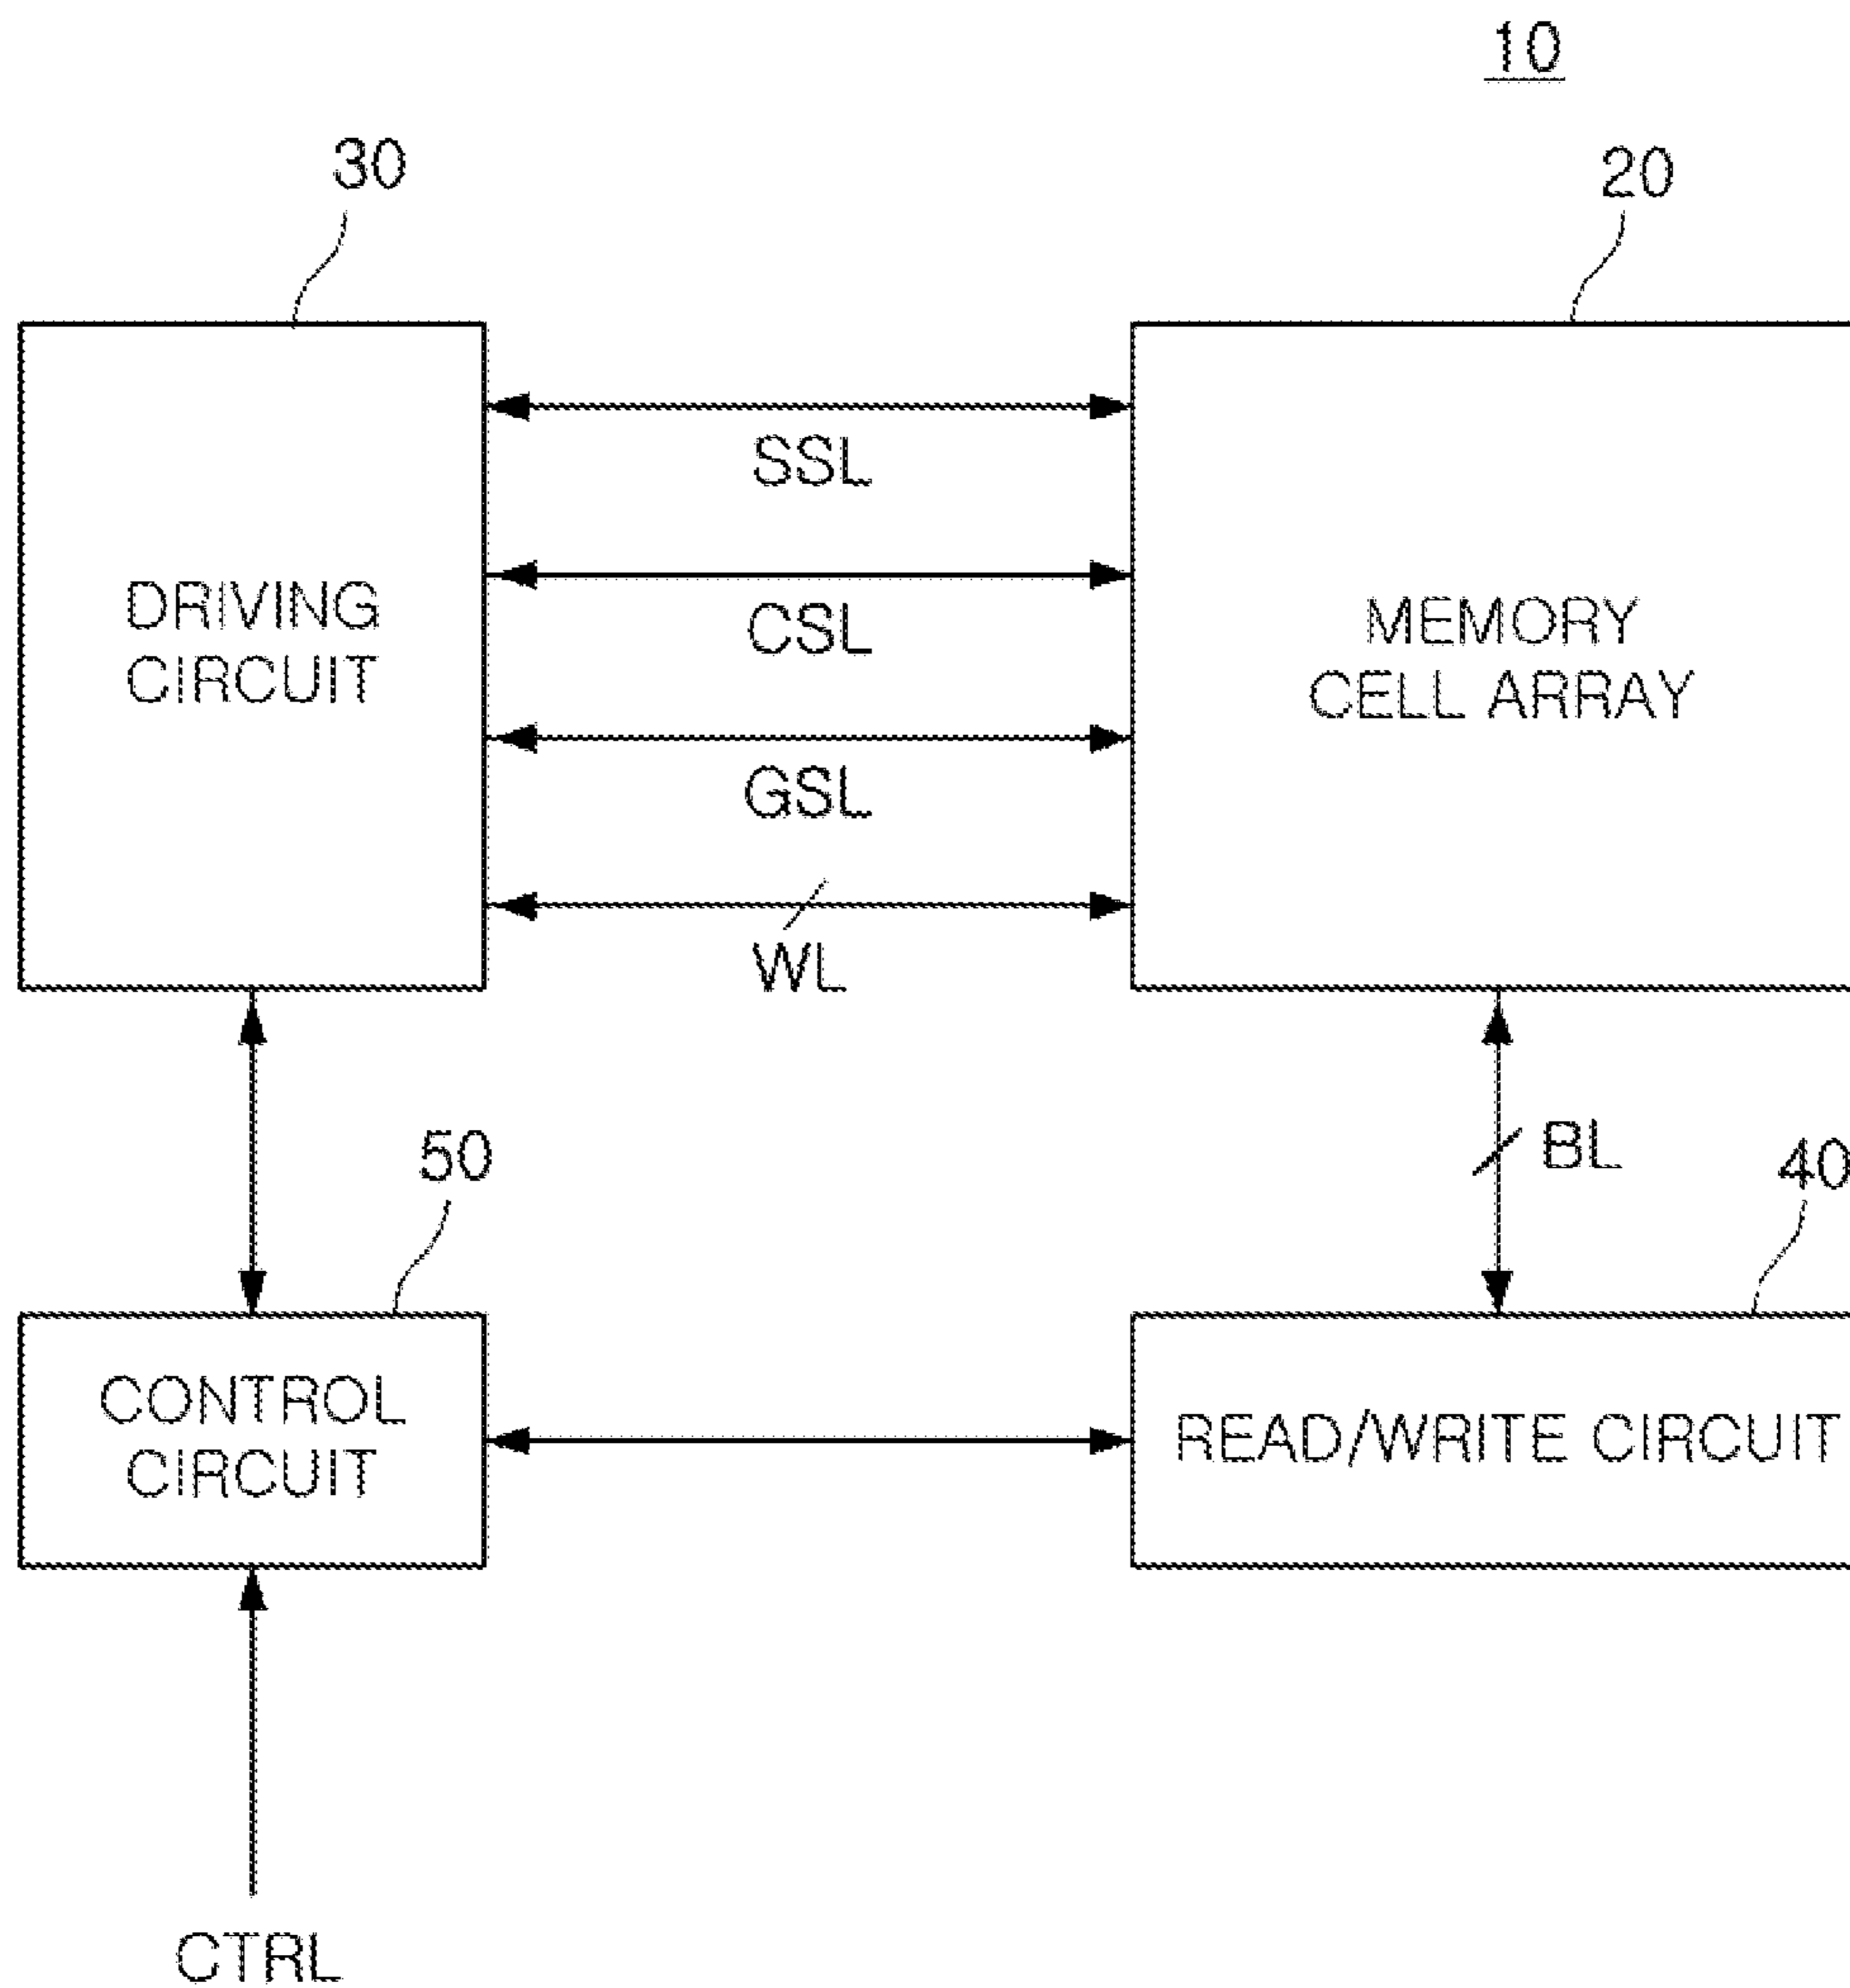 10
30
20
SSL
DRIVING
CIRCUIT
CSL
MEMORY
CELL ARRAY
GSL
WL
50
BL
40
CONTROL
CIRCUIT
READ/WRITE CIRCUIT
CTRL